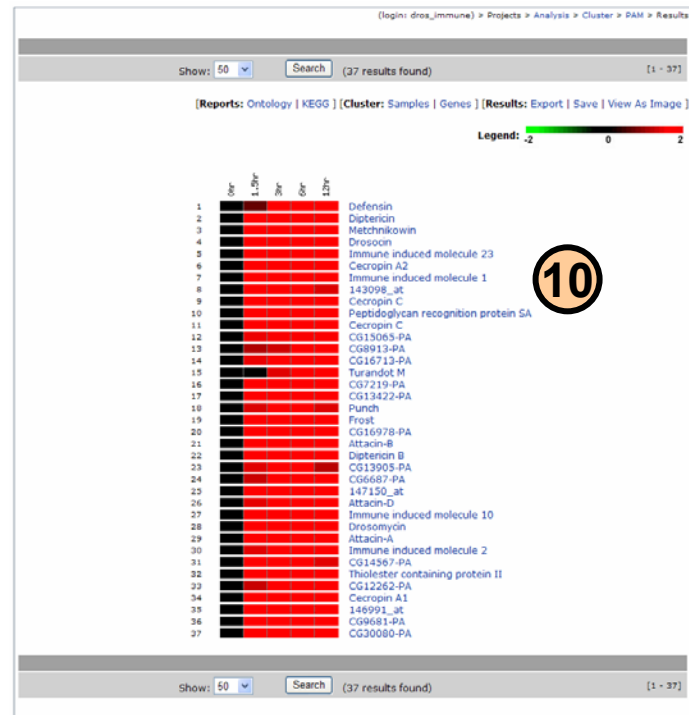 (login: dros_immune) > Projects > Analysis > Cluster > PAM > Results
Show: 50 Search (37 results found) [1 - 37]
[Reports: Ontology | KEGG ] [Cluster: Samples | Genes ] [Results: Export | Save | View As Image ]
Legend: -2 0 2
0hr 1.5hr 3hr 6hr 12hr
1 Defensin
2 Diptericin
3 Metchnikowin
4 Drosocin
5 Immune induced molecule 23
6 Cecropin A2
7 Immune induced molecule 1
8 143098_at
9 Cecropin C
10 Peptidoglycan recognition protein SA
11 Cecropin C
12 CG15065-PA
13 CG8913-PA
14 CG16713-PA
15 Turandot M
16 CG7219-PA
17 CG13422-PA
18 Punch
19 Frost
20 CG16978-PA
21 Attacin-B
22 Diptericin B
23 CG13905-PA
24 CG6687-PA
25 147150_at
26 Attacin-D
27 Immune induced molecule 10
28 Drosomycin
29 Attacin-A
30 Immune induced molecule 2
31 CG14567-PA
32 Thiolester containing protein II
33 CG12262-PA
34 Cecropin A1
35 146991_at
36 CG9681-PA
37 CG30080-PA
10
Show: 50 Search (37 results found) [1 - 37]